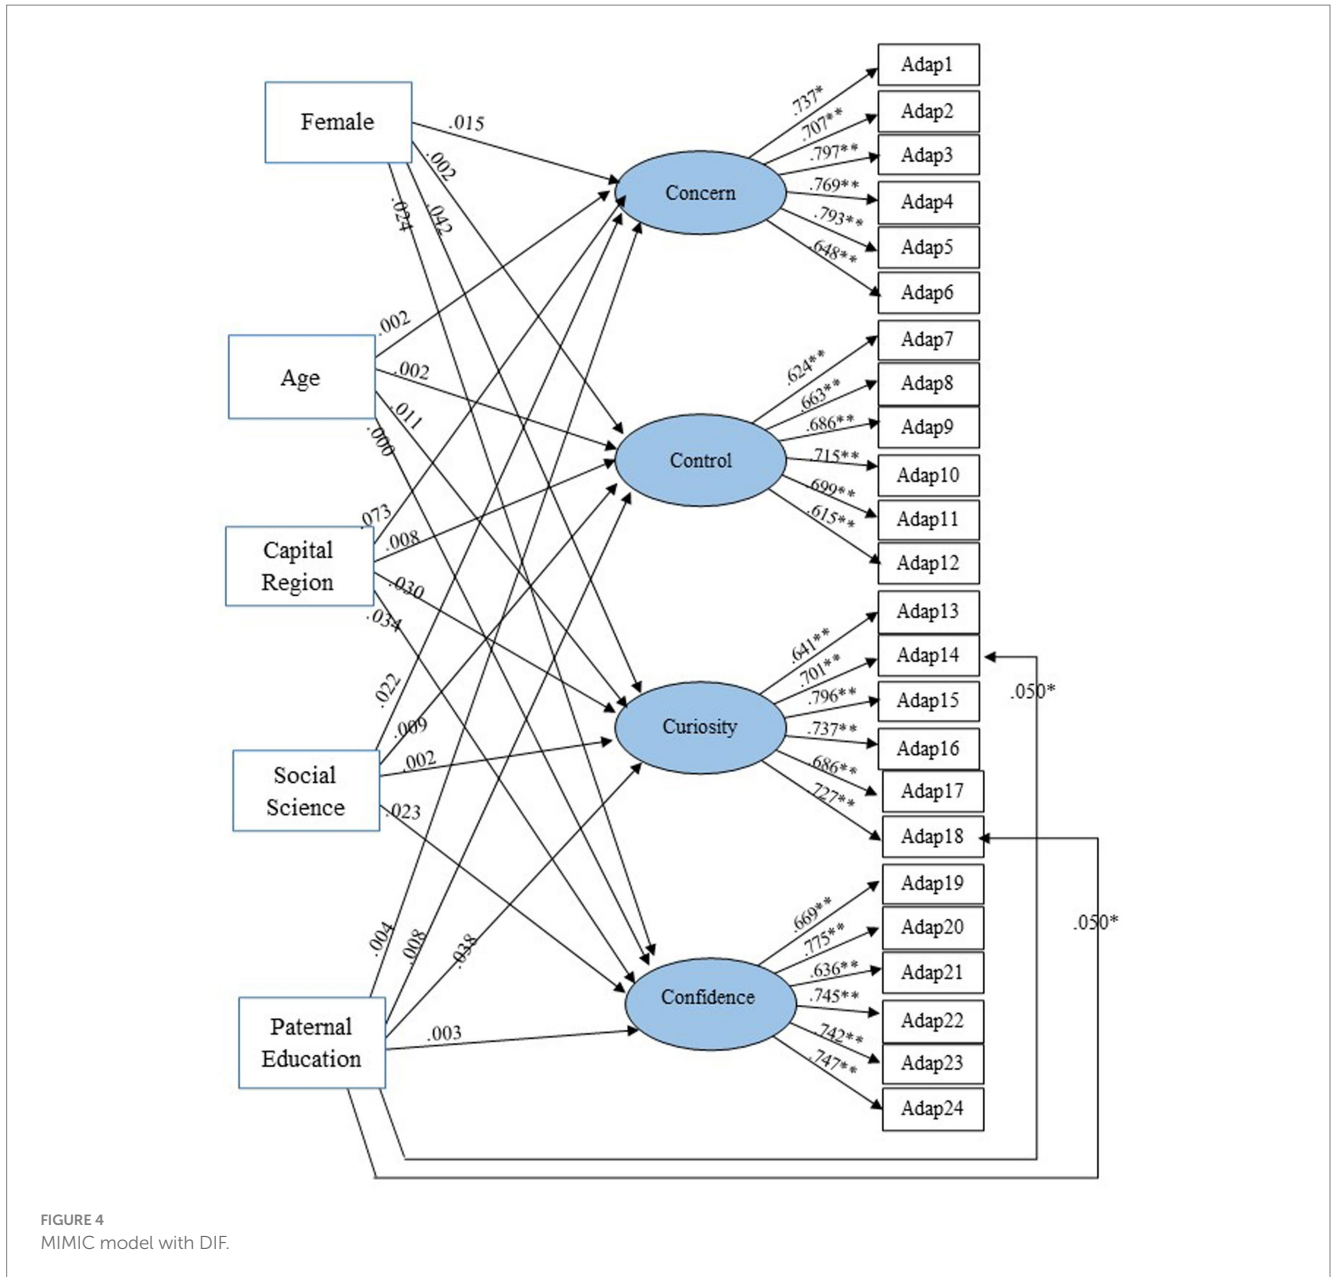 Female
Age
Capital
Region
Social
Science
Paternal
Education
.015
.002
.042
.024
.002
.002
.011
.000
.073
.008
.030
.034
.022
.009
.002
.023
.004
.008
.038
.003
Concern
Control
Curiosity
Confidence
.737*
.707**
.797**
.769**
.793**
.648**
.624**
.663**
.686**
.715**
.699**
.615**
.641**
.701**
.796**
.737**
.686**
.727**
.669**
.775**
.636**
.745**
.742**
.747**
Adap1
Adap2
Adap3
Adap4
Adap5
Adap6
Adap7
Adap8
Adap9
Adap10
Adap11
Adap12
Adap13
Adap14
Adap15
Adap16
Adap17
Adap18
Adap19
Adap20
Adap21
Adap22
Adap23
Adap24
.050*
.050*
FIGURE 4
MIMIC model with DIF.